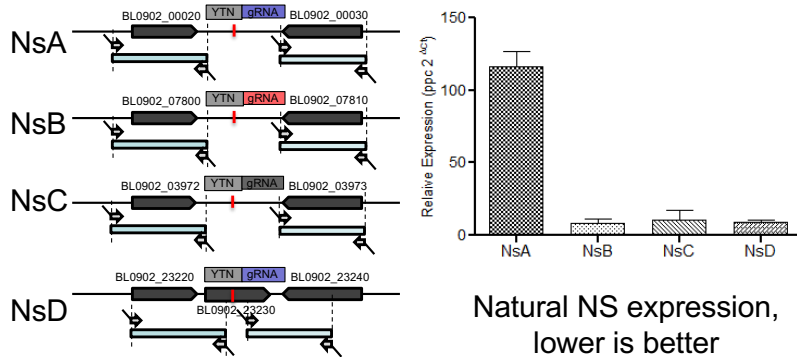 NsA
BL0902_00020
YTN gRNA
BL0902_00030
NsB
BL0902_07800
YTN gRNA
BL0902_07810
NsC
BL0902_03972
YTN gRNA
BL0902_03973
NsD
BL0902_23220
YTN gRNA
BL0902_23240
BL0902_23230
Relaive Expression (ppc 2 ΔCt)
150
100
50
0
NsA NsB NsC NsD
Natural NS expression,
lower is better